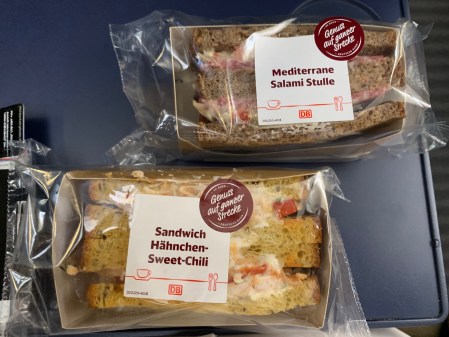 Genuss
auf ganzer
Strecke
Mediterrane
Salami Stulle
DB
Genuss
auf ganzer
Strecke
Sandwich
Hähnchen-
Sweet-Chili
DB